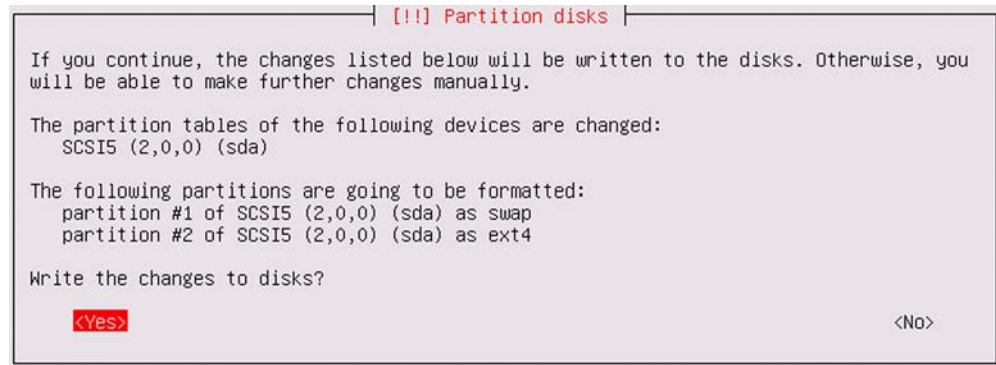 [!!] Partition disks
If you continue, the changes listed below will be written to the disks. Otherwise, you
will be able to make further changes manually.
The partition tables of the following devices are changed:
SCSI5 (2,0,0) (sda)
The following partitions are going to be formatted:
partition #1 of SCSI5 (2,0,0) (sda) as swap
partition #2 of SCSI5 (2,0,0) (sda) as ext4
Write the changes to disks?
<Yes> <No>